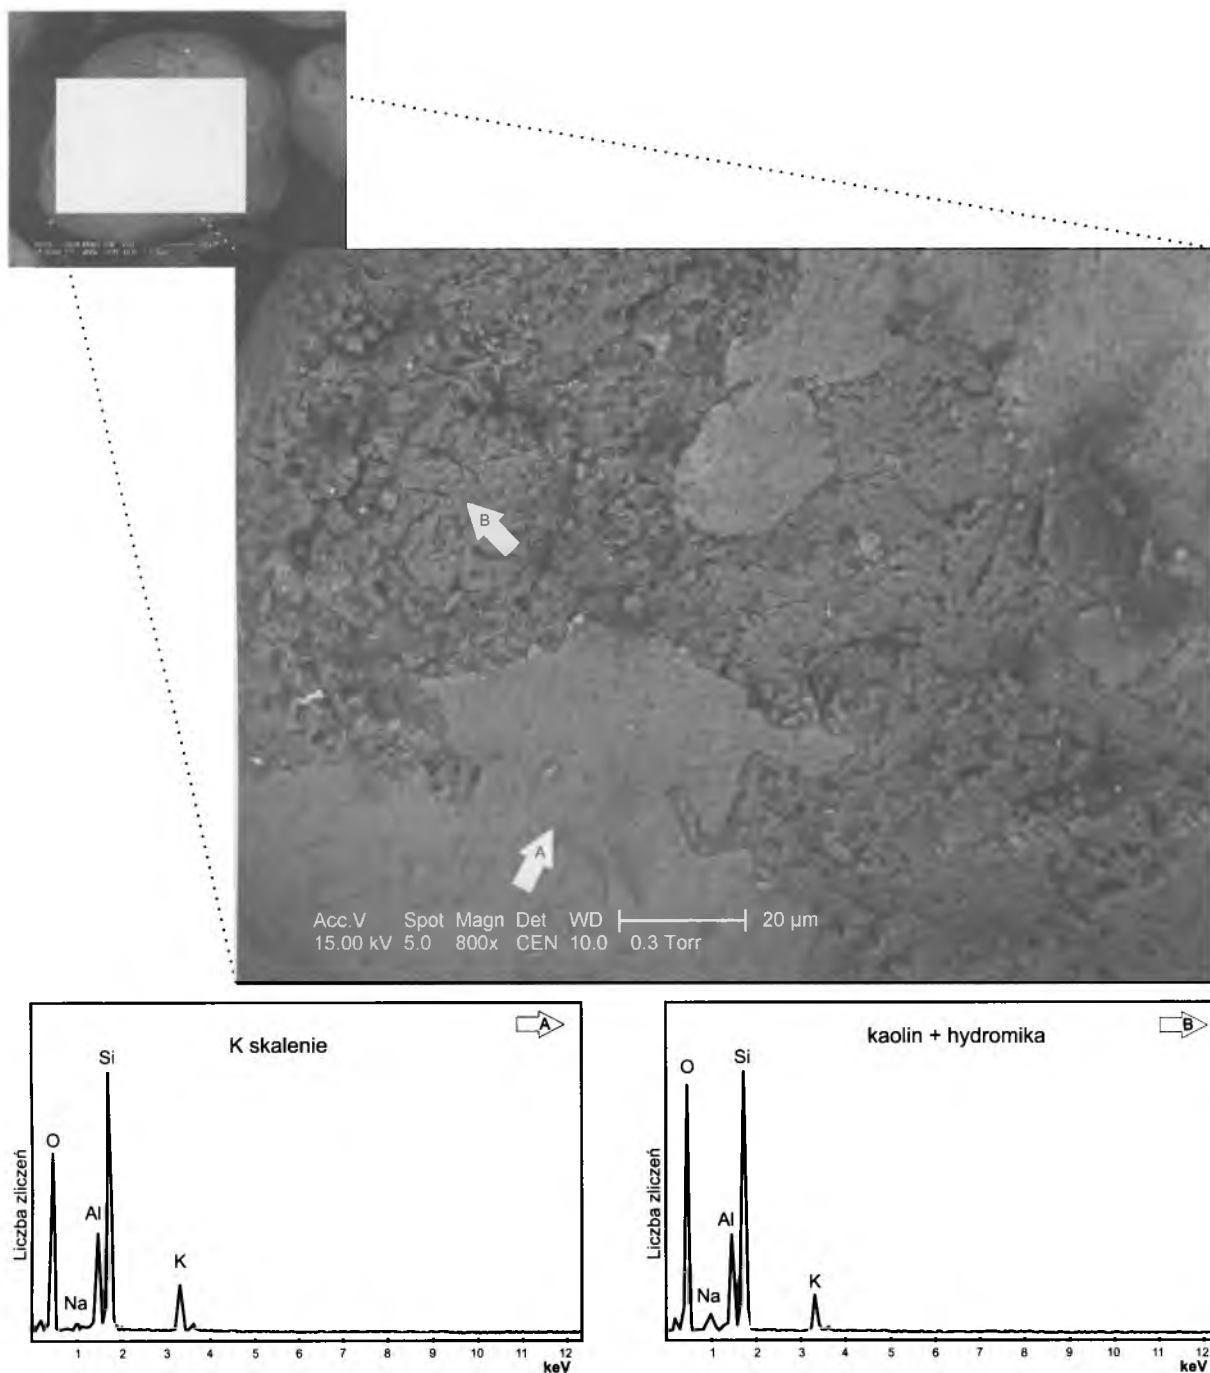 B
A
Acc.V Spot Magn Det WD 20 µm
15.00 kV 5.0 800x CEN 10.0 0.3 Torr
A
K skalenie
Si
O
Al
K
Na
Liczba zliczeń
1 2 3 4 5 6 7 8 9 10 11 12
keV
B
kaolin + hydromika
Si
O
Al
K
Na
Liczba zliczeń
1 2 3 4 5 6 7 8 9 10 11 12
keV